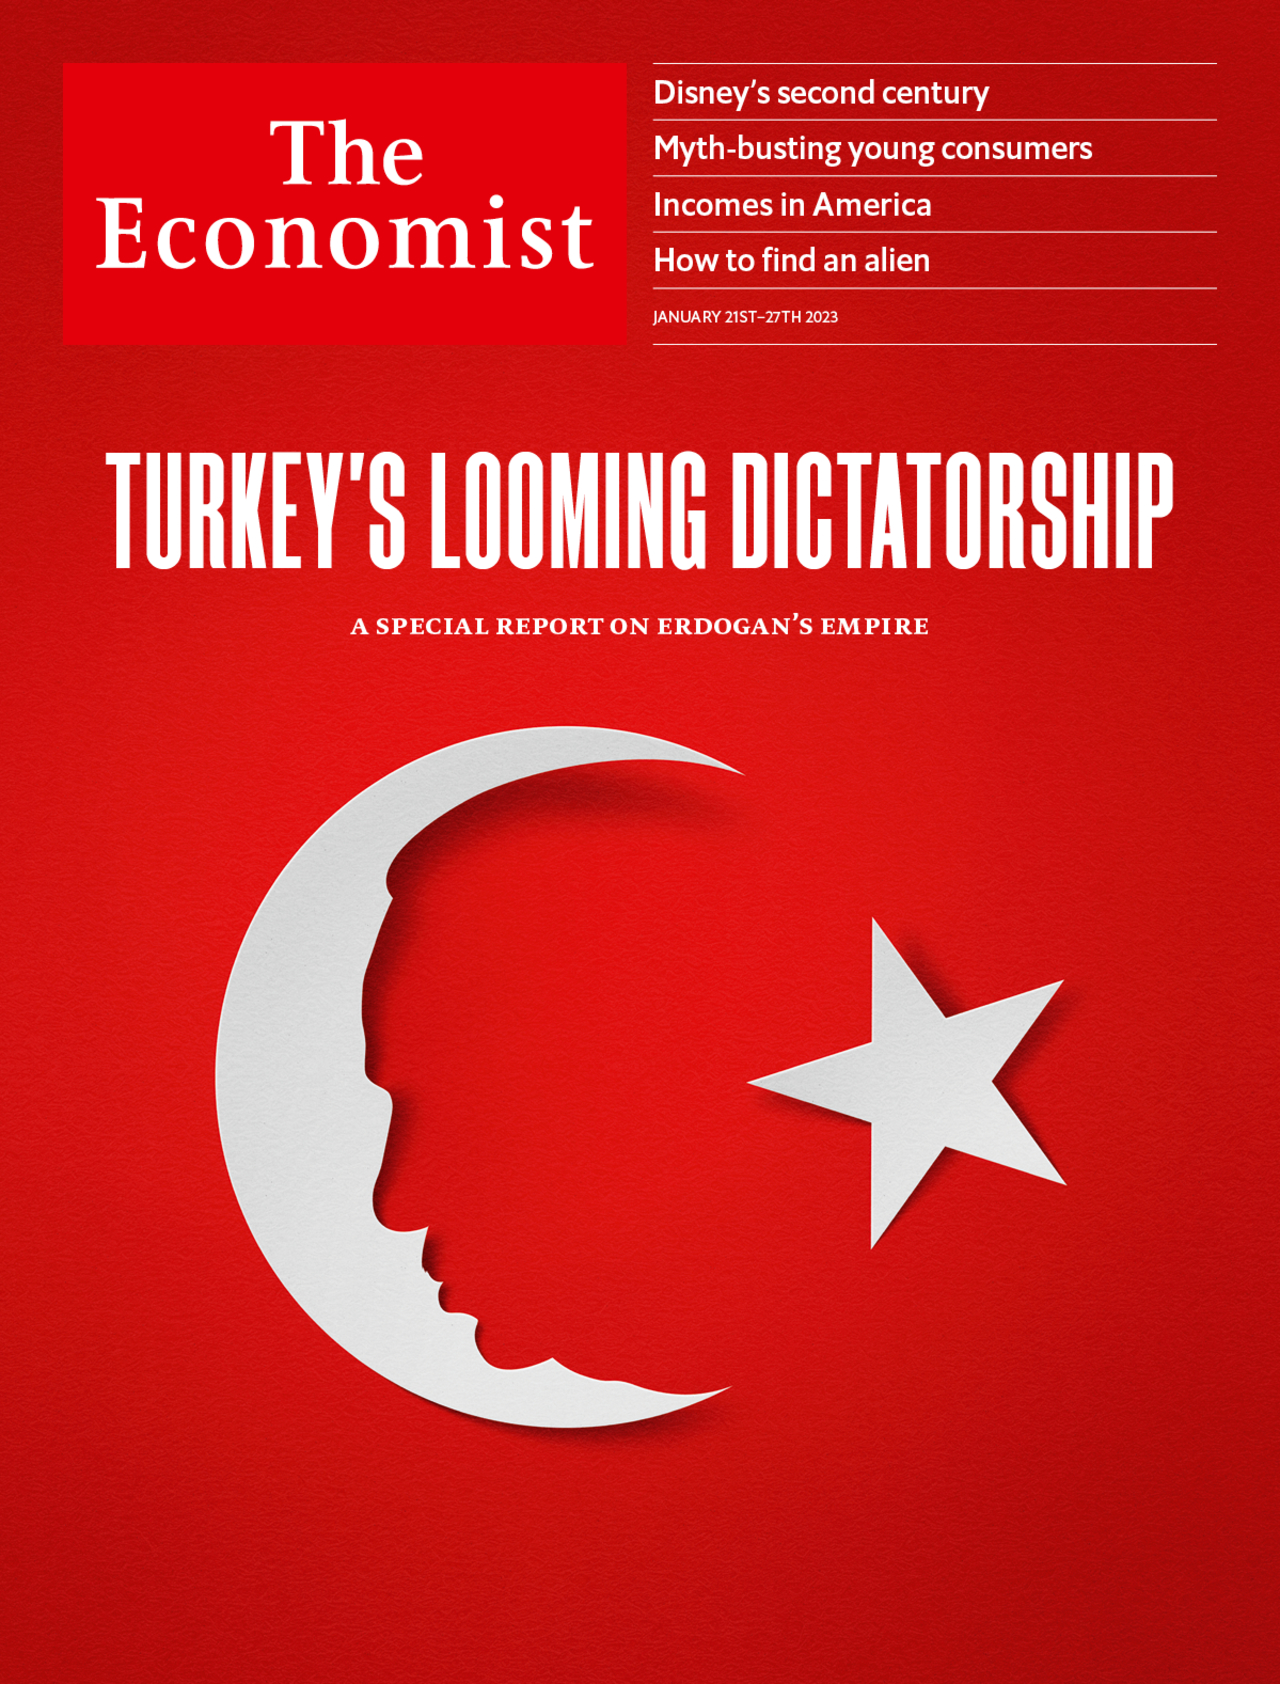 The
Economist
Disney’s second century
Myth-busting young consumers
Incomes in America
How to find an alien
JANUARY 21ST–27TH 2023
TURKEY’S LOOMING DICTATORSHIP
A SPECIAL REPORT ON ERDOGAN’S EMPIRE